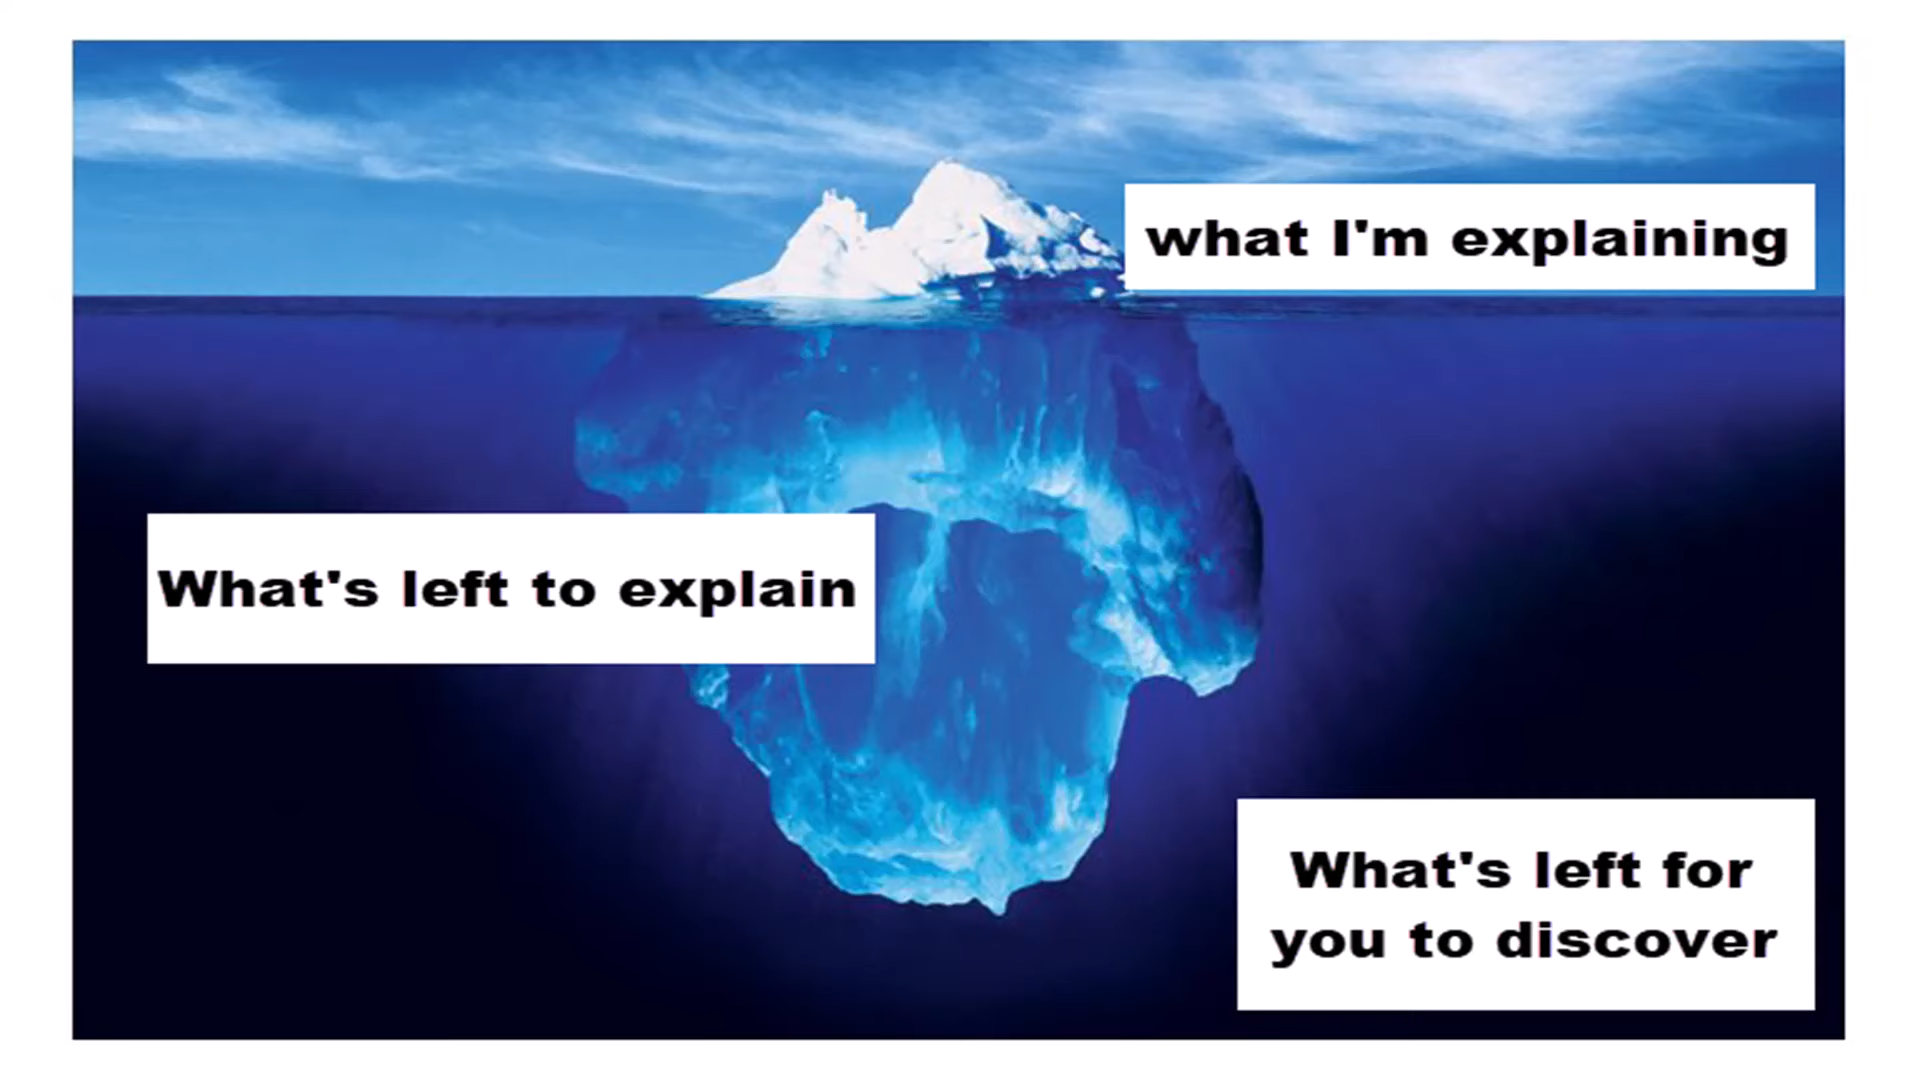 what I'm explaining
What's left to explain
What's left for
you to discover